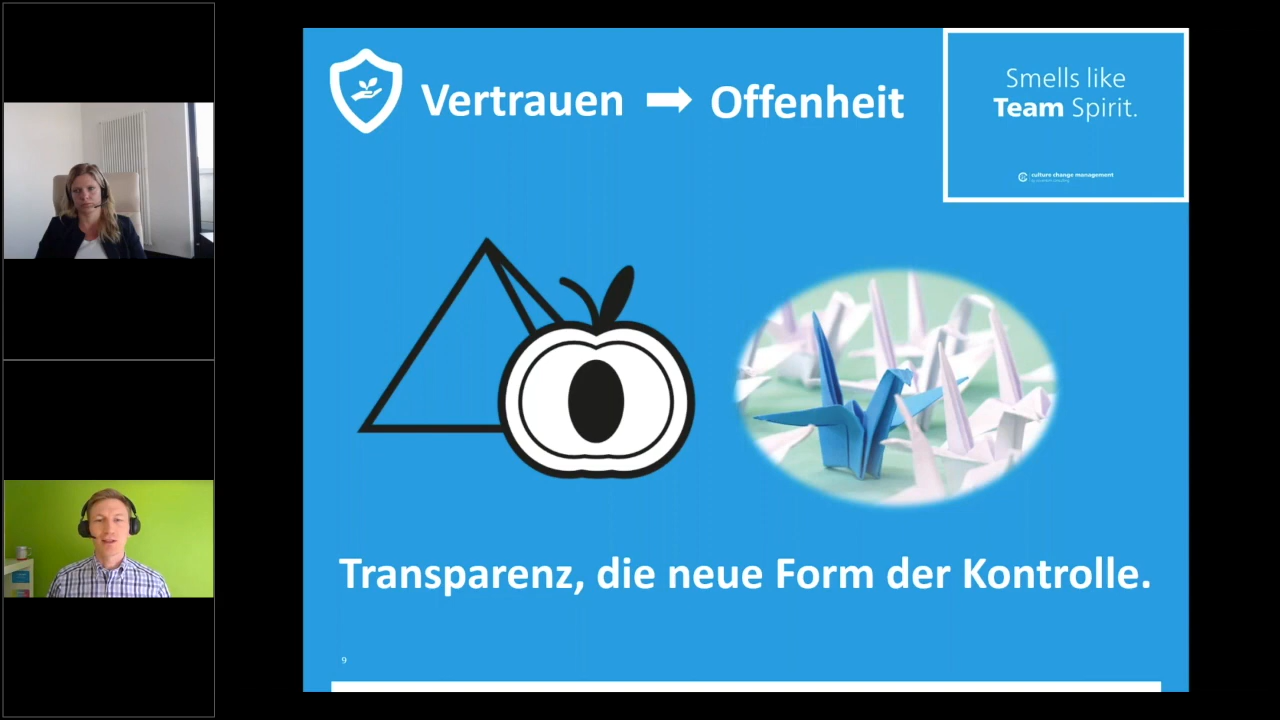 Vertrauen ➡ Offenheit
Smells like
Team Spirit.
culture change management
Transparenz, die neue Form der Kontrolle.
9